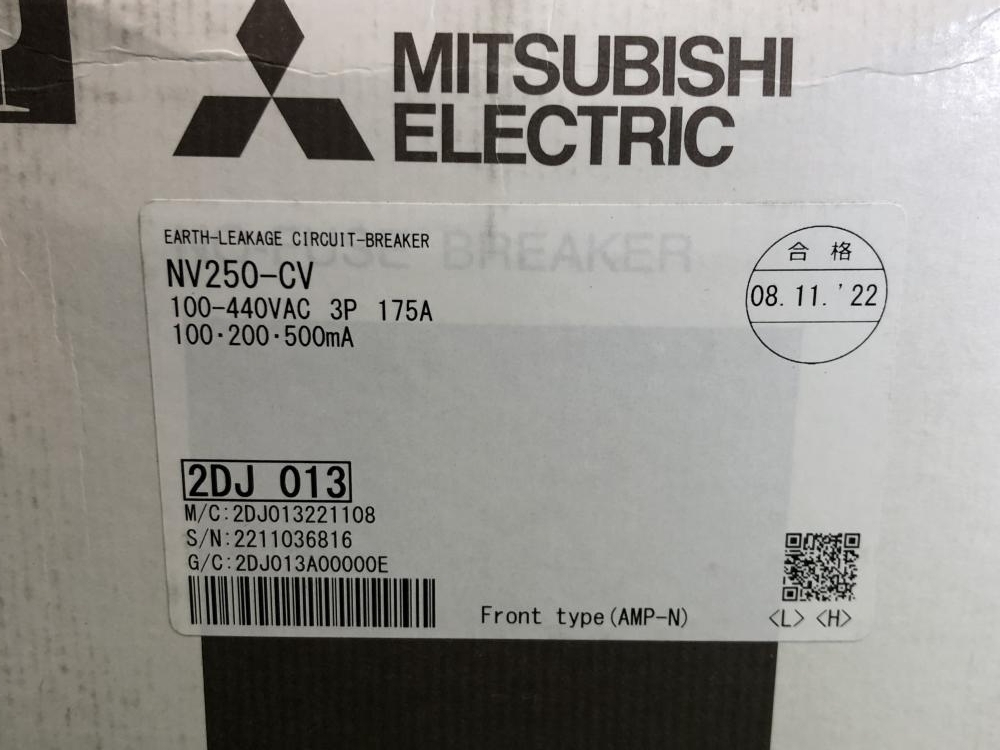 MITSUBISHI
ELECTRIC
EARTH-LEAKAGE CIRCUIT-BREAKER
BREAKER
NV250-CV
100-440VAC 3P 175A
100·200·500mA
合格
08.11.'22
2DJ 013
M/C:2DJ013221108
S/N:2211036816
G/C:2DJ013A00000E
Front type(AMP-N)
<L> <H>